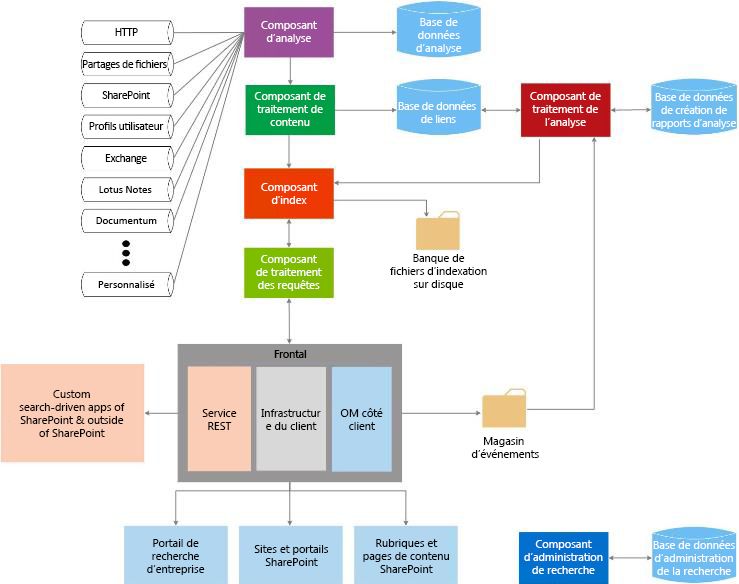 HTTP
Partages de fichiers
SharePoint
Profils utilisateur
Exchange
Lotus Notes
Documentum
Personnalisé
Composant
d'analyse
Base de
données
d'analyse
Composant de
traitement de
contenu
Base de données
de liens
Composant de
traitement de
l'analyse
Base de données
de création de
rapports d'analyse
Composant
d'index
Banque de
fichiers d'indexation
sur disque
Composant
de traitement
des requêtes
Frontal
Service
REST
Infrastructur
e du client
OM côté
client
Custom
search-driven apps of
SharePoint & outside
of SharePoint
Magasin
d'événements
Portail de
recherche
d'entreprise
Sites et portails
SharePoint
Rubriques et
pages de contenu
SharePoint
Composant
d'administration
de recherche
Base de données
d'administration
de la recherche